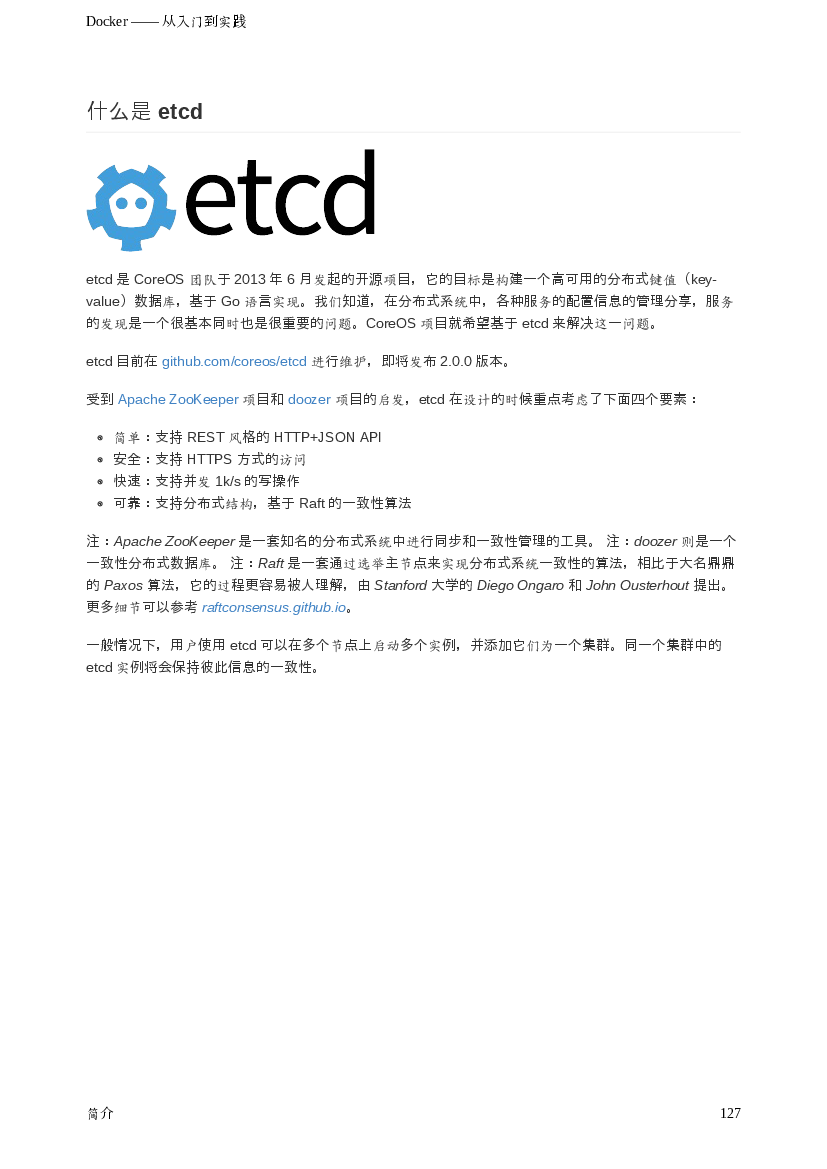 Docker —— 从入门到实践
什么是 etcd
etcd
etcd 是 CoreOS 团队于 2013 年 6 月发起的开源项目，它的目标是构建一个高可用的分布式键值（key-
value）数据库，基于 Go 语言实现。我们知道，在分布式系统中，各种服务的配置信息的管理分享，服务
的发现是一个很基本同时也是很重要的问题。CoreOS 项目就希望基于 etcd 来解决这一问题。
etcd 目前在 github.com/coreos/etcd 进行维护，即将发布 2.0.0 版本。
受到 Apache ZooKeeper 项目和 doozer 项目的启发，etcd 在设计的时候重点考虑了下面四个要素：
简单：支持 REST 风格的 HTTP+JSON API
安全：支持 HTTPS 方式的访问
快速：支持并发 1k/s 的写操作
可靠：支持分布式结构，基于 Raft 的一致性算法
注：Apache ZooKeeper 是一套知名的分布式系统中进行同步和一致性管理的工具。 注：doozer 则是一个
一致性分布式数据库。 注：Raft 是一套通过选举主节点来实现分布式系统一致性的算法，相比于大名鼎鼎
的 Paxos 算法，它的过程更容易被人理解，由 Stanford 大学的 Diego Ongaro 和 John Ousterhout 提出。
更多细节可以参考 raftconsensus.github.io。
一般情况下，用户使用 etcd 可以在多个节点上启动多个实例，并添加它们为一个集群。同一个集群中的
etcd 实例将会保持彼此信息的一致性。
简介 127